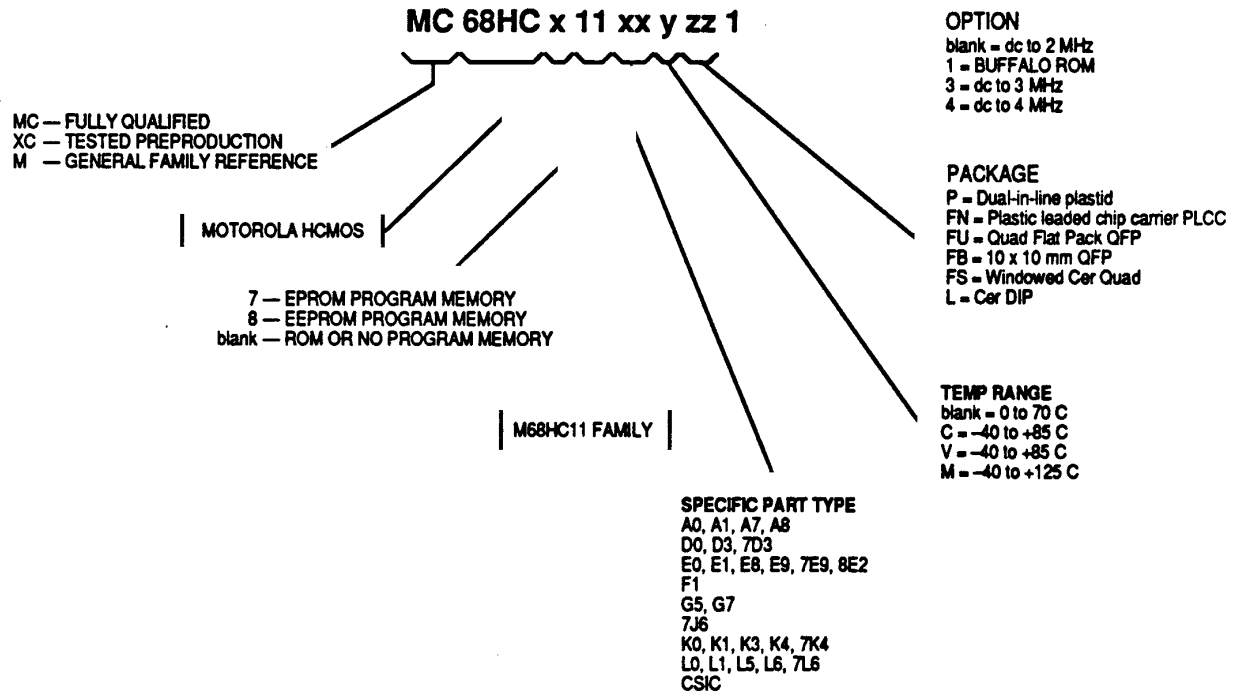 MC 68HC x 11 xx y zz 1
OPTION
blank = dc to 2 MHz
1 = BUFFALO ROM
3 = dc to 3 MHz
4 = dc to 4 MHz
MC — FULLY QUALIFIED
XC — TESTED PREPRODUCTION
M — GENERAL FAMILY REFERENCE
PACKAGE
P = Dual-in-line plastid
FN = Plastic leaded chip carrier PLCC
FU = Quad Flat Pack QFP
FB = 10 x 10 mm QFP
FS = Windowed Cer Quad
L = Cer DIP
MOTOROLA HCMOS
7 — EPROM PROGRAM MEMORY
8 — EEPROM PROGRAM MEMORY
blank — ROM OR NO PROGRAM MEMORY
TEMP RANGE
blank = 0 to 70 C
C = –40 to +85 C
V = –40 to +85 C
M = –40 to +125 C
M68HC11 FAMILY
SPECIFIC PART TYPE
A0, A1, A7, A8
D0, D3, 7D3
E0, E1, E8, E9, 7E9, 8E2
F1
G5, G7
7J6
K0, K1, K3, K4, 7K4
L0, L1, L5, L6, 7L6
CSIC